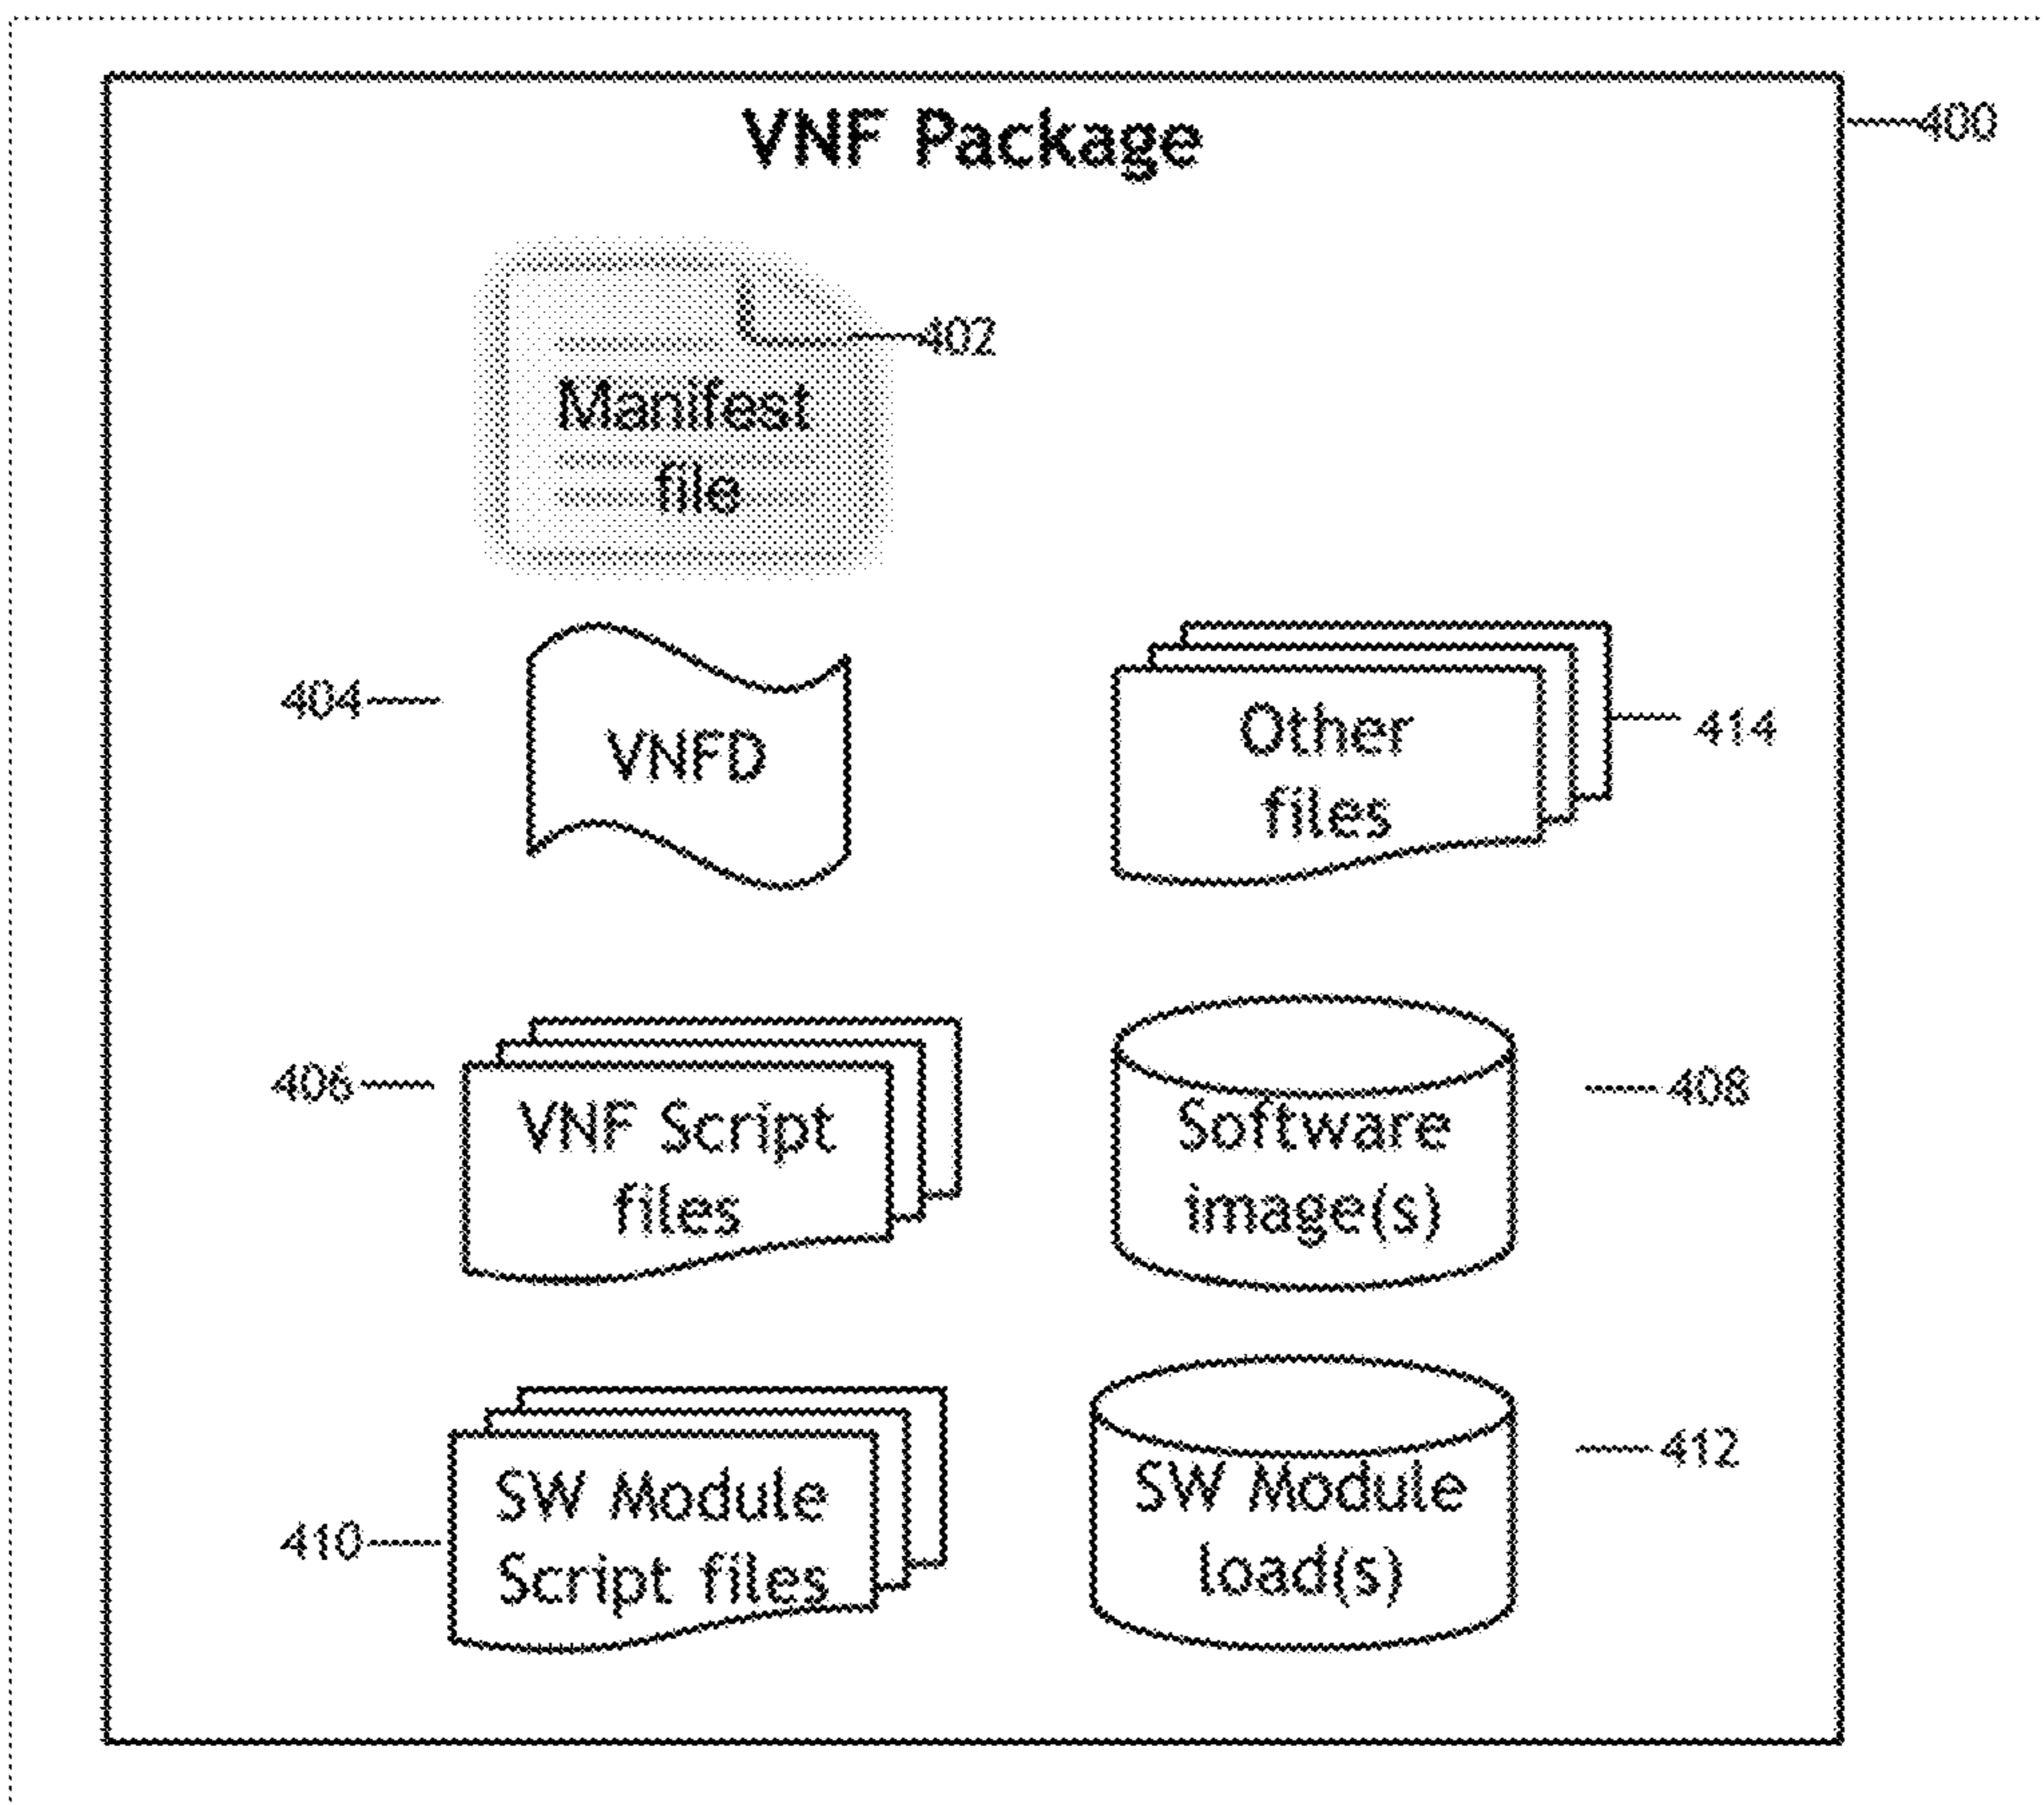 VNF Package
400
402
Manifest
file
404
VNFD
Other
files
414
406
VNF Script
files
Software
image(s)
408
410
SW Module
Script files
SW Module
load(s)
412